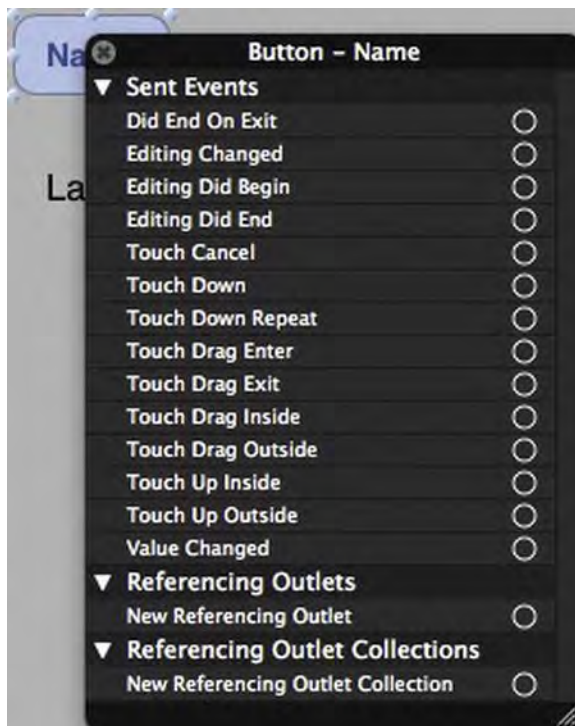 Na
Button – Name
Sent Events
Did End On Exit
Editing Changed
Editing Did Begin
La
Editing Did End
Touch Cancel
Touch Down
Touch Down Repeat
Touch Drag Enter
Touch Drag Exit
Touch Drag Inside
Touch Drag Outside
Touch Up Inside
Touch Up Outside
Value Changed
Referencing Outlets
New Referencing Outlet
Referencing Outlet Collections
New Referencing Outlet Collection